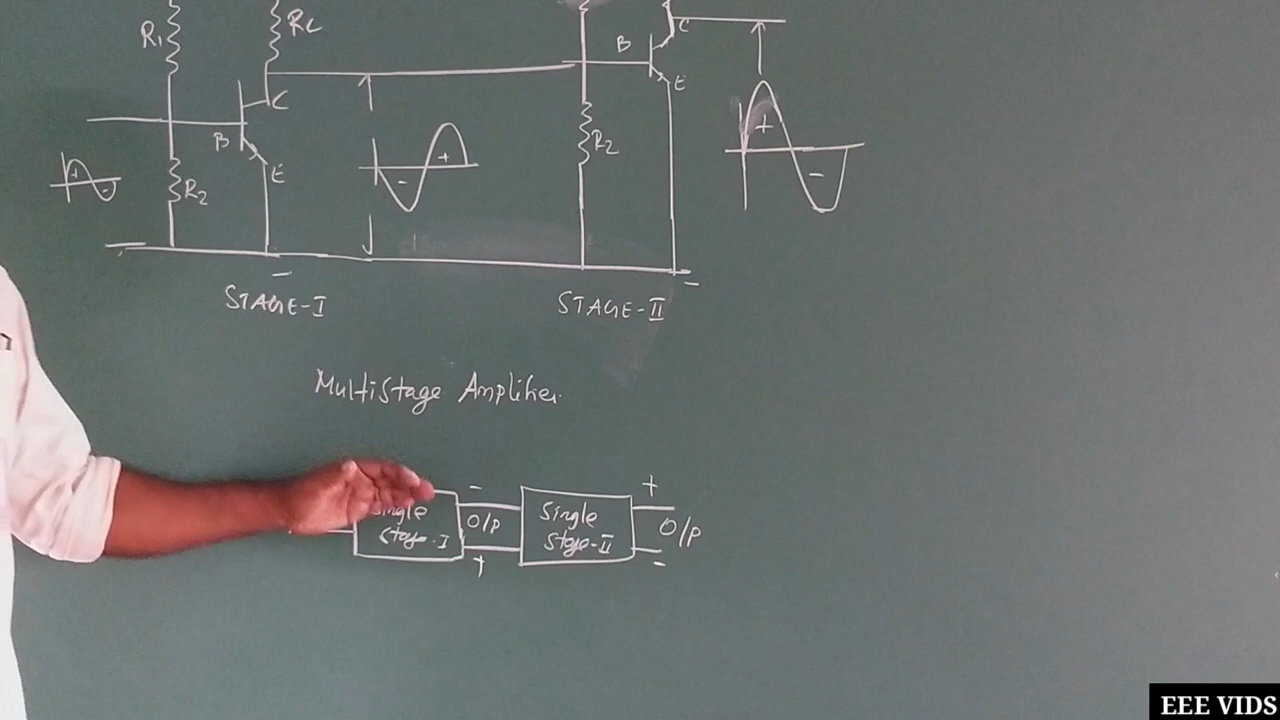 R1
RC
C
B
E
R2
+
-
-
+
B
C
E
R2
+
-
-
-
STAGE-I
STAGE-II
MultiStage Amplifier.
-
+
Single
O/P
Single
O/P
stage-I
stage-II
+
-
EEE VIDS